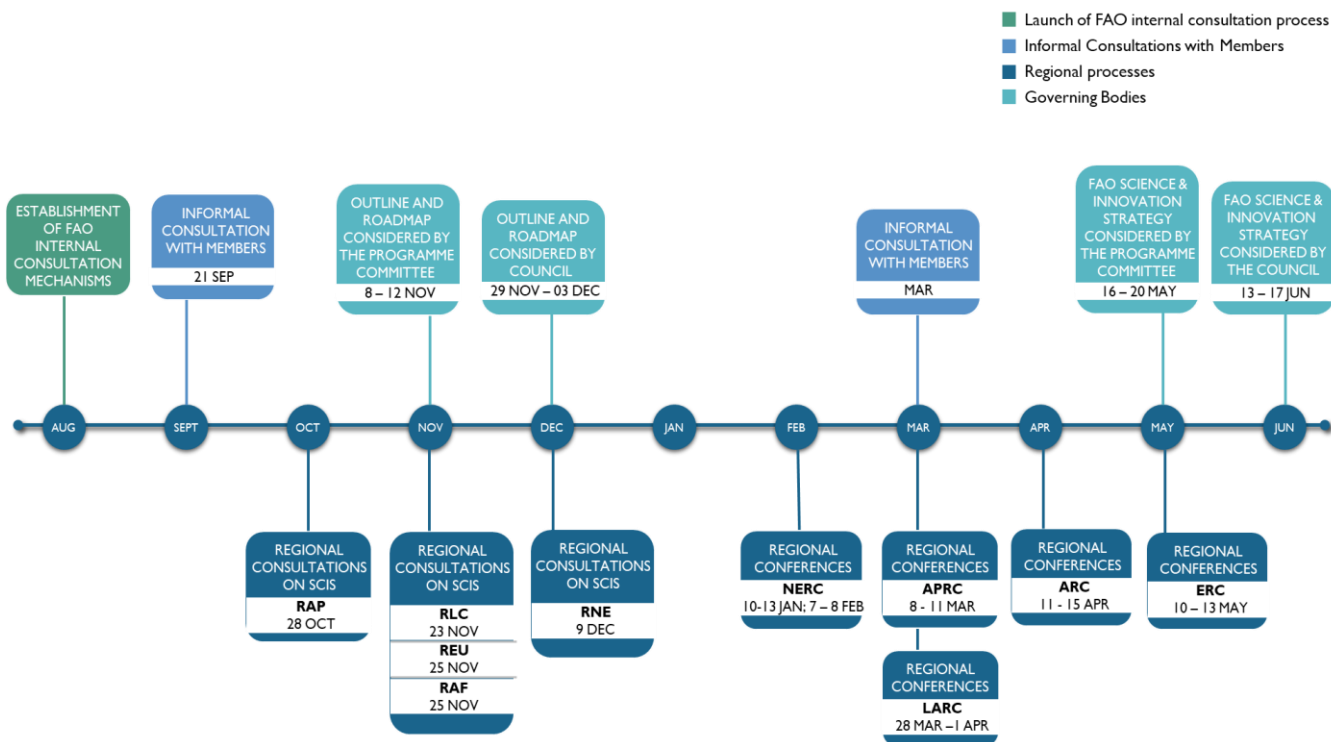 Launch of FAO internal consultation process
Informal Consultations with Members
Regional processes
Governing Bodies
ESTABLISHMENT
OF FAO
INTERNAL
CONSULTATION
MECHANISMS
INFORMAL
CONSULTATION
WITH MEMBERS
21 SEP
OUTLINE AND
ROADMAP
CONSIDERED BY
THE PROGRAMME
COMMITTEE
8 – 12 NOV
OUTLINE AND
ROADMAP
CONSIDERED BY
COUNCIL
29 NOV – 03 DEC
INFORMAL
CONSULTATION
WITH MEMBERS
MAR
FAO SCIENCE &
INNOVATION
STRATEGY
CONSIDERED BY
THE PROGRAMME
COMMITTEE
16 – 20 MAY
FAO SCIENCE &
INNOVATION
STRATEGY
CONSIDERED BY
THE COUNCIL
13 – 17 JUN
AUG
SEPT
OCT
NOV
DEC
JAN
FEB
MAR
APR
MAY
JUN
REGIONAL
CONSULTATIONS
ON SCIS
RAP
28 OCT
REGIONAL
CONSULTATIONS
ON SCIS
RLC
23 NOV
REU
25 NOV
RAF
25 NOV
REGIONAL
CONSULTATIONS
ON SCIS
RNE
9 DEC
REGIONAL
CONFERENCES
NERC
10-13 JAN; 7 – 8 FEB
REGIONAL
CONFERENCES
APRC
8 - 11 MAR
REGIONAL
CONFERENCES
LARC
28 MAR –1 APR
REGIONAL
CONFERENCES
ARC
11 - 15 APR
REGIONAL
CONFERENCES
ERC
10 – 13 MAY